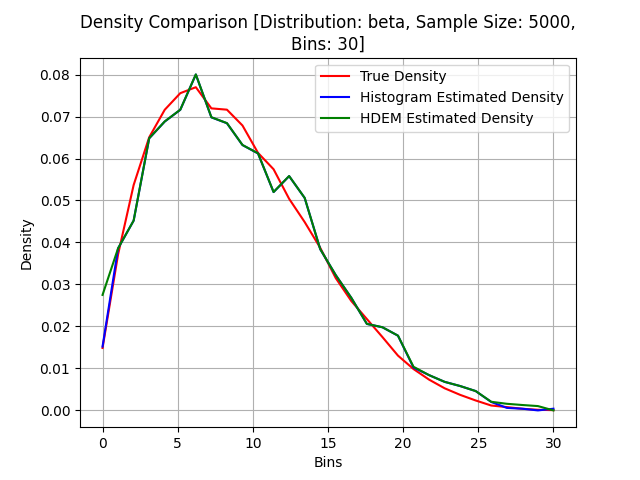 Density Comparison [Distribution: beta, Sample Size: 5000,
Bins: 30]
True Density
Histogram Estimated Density
HDEM Estimated Density
Density
0.08
0.07
0.06
0.05
0.04
0.03
0.02
0.01
0.00
0 5 10 15 20 25 30
Bins